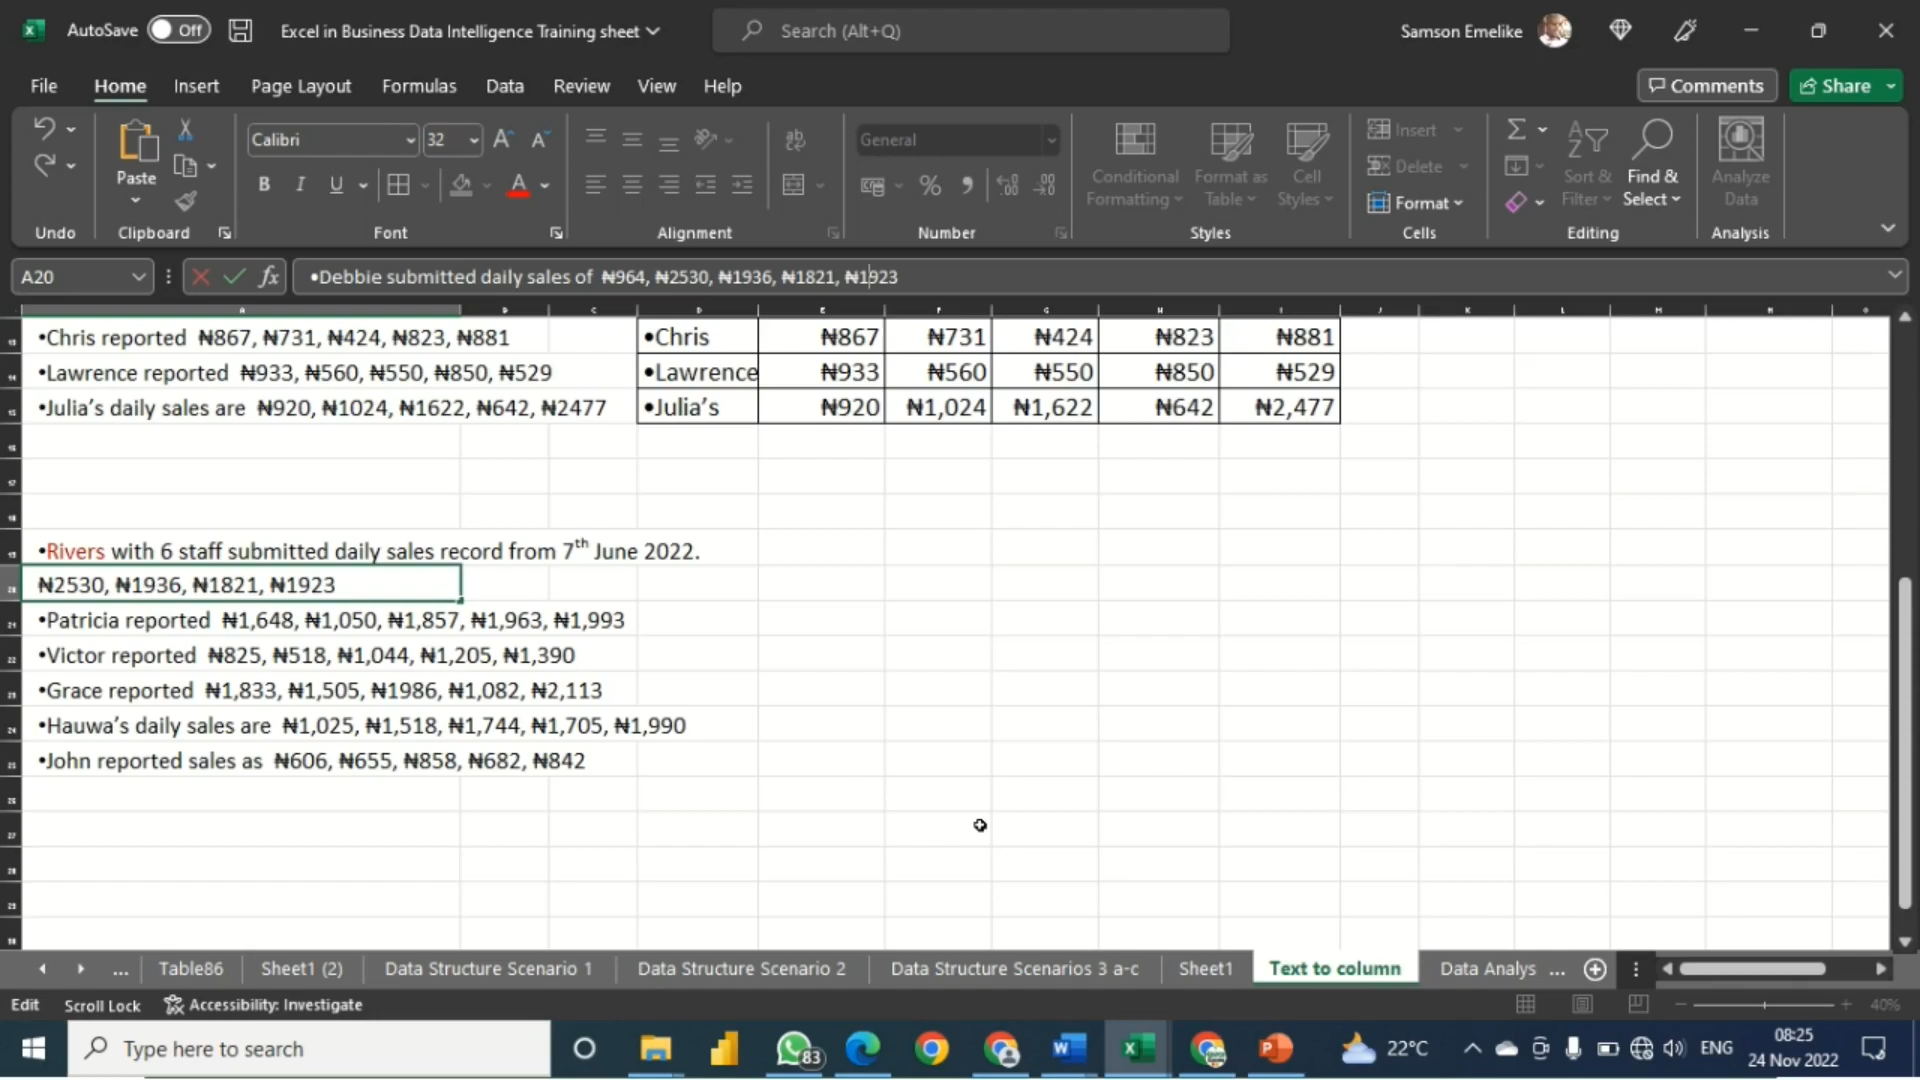 AutoSave Off Excel in Business Data Intelligence Training sheet Search (Alt+Q) Samson Emelike
File Home Insert Page Layout Formulas Data Review View Help Comments Share
Paste Calibri 32 General Conditional Formatting Format as Table Cell Styles Insert Delete Format Sort & Filter Find & Select Analyze Data
B I U A % 9
Undo Clipboard Font Alignment Number Styles Cells Editing Analysis
A20 fx •Debbie submitted daily sales of ₦964, ₦2530, ₦1936, ₦1821, ₦1923
•Chris reported ₦867, ₦731, ₦424, ₦823, ₦881 •Chris ₦867 ₦731 ₦424 ₦823 ₦881
•Lawrence reported ₦933, ₦560, ₦550, ₦850, ₦529 •Lawrence ₦933 ₦560 ₦550 ₦850 ₦529
•Julia’s daily sales are ₦920, ₦1024, ₦1622, ₦642, ₦2477 •Julia’s ₦920 ₦1,024 ₦1,622 ₦642 ₦2,477
•Rivers with 6 staff submitted daily sales record from 7th June 2022.
₦2530, ₦1936, ₦1821, ₦1923
•Patricia reported ₦1,648, ₦1,050, ₦1,857, ₦1,963, ₦1,993
•Victor reported ₦825, ₦518, ₦1,044, ₦1,205, ₦1,390
•Grace reported ₦1,833, ₦1,505, ₦1986, ₦1,082, ₦2,113
•Hauwa’s daily sales are ₦1,025, ₦1,518, ₦1,744, ₦1,705, ₦1,990
•John reported sales as ₦606, ₦655, ₦858, ₦682, ₦842
... Table86 Sheet1 (2) Data Structure Scenario 1 Data Structure Scenario 2 Data Structure Scenarios 3 a-c Sheet1 Text to column Data Analys ...
Edit Scroll Lock Accessibility: Investigate 40%
Type here to search 83 22°C ENG 08:25
24 Nov 2022